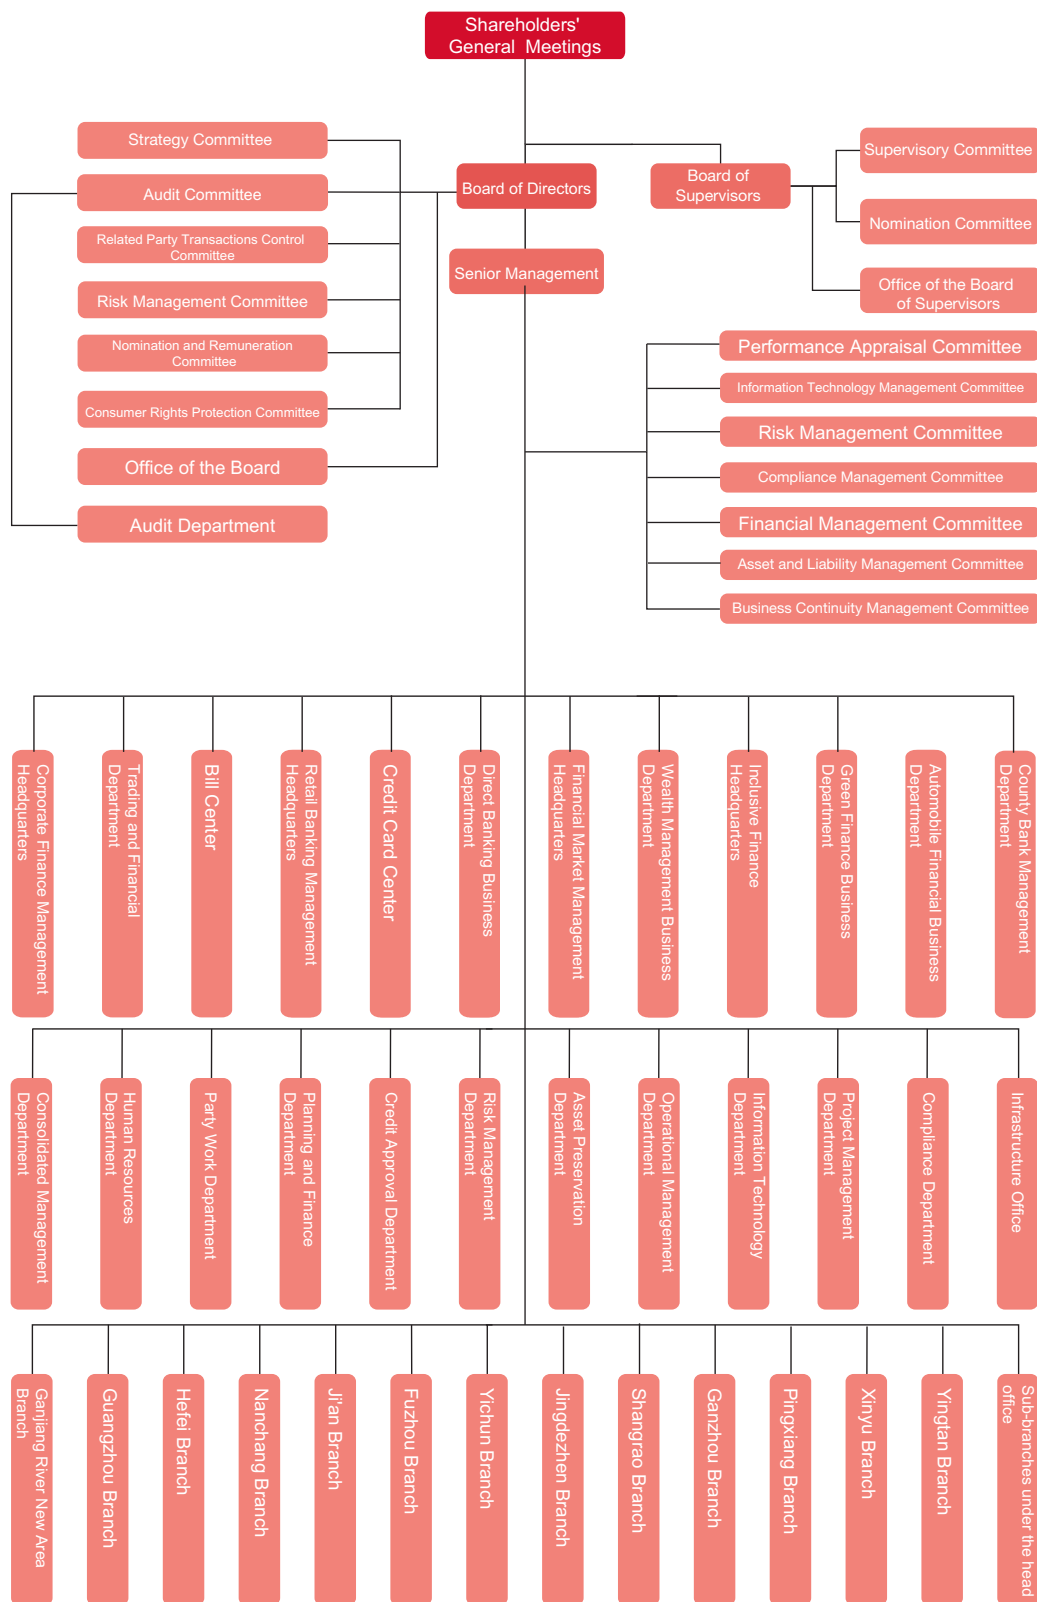 Shareholders'
General Meetings
Strategy Committee
Audit Committee
Related Party Transactions Control
Committee
Risk Management Committee
Nomination and Remuneration
Committee
Consumer Rights Protection Committee
Office of the Board
Audit Department
Board of Directors
Senior Management
Board of
Supervisors
Supervisory Committee
Nomination Committee
Office of the Board
of Supervisors
Performance Appraisal Committee
Information Technology Management Committee
Risk Management Committee
Compliance Management Committee
Financial Management Committee
Asset and Liability Management Committee
Business Continuity Management Committee
Corporate Finance Management
Headquarters
Trading and Financial
Department
Bill Center
Retail Banking Management
Headquarters
Credit Card Center
Direct Banking Business
Department
Financial Market Management
Headquarters
Wealth Management Business
Department
Inclusive Finance
Headquarters
Green Finance Business
Department
Automobile Financial Business
Department
County Bank Management
Department
Consolidated Management
Department
Human Resources
Department
Party Work Department
Planning and Finance
Department
Credit Approval Department
Risk Management
Department
Asset Preservation
Department
Operational Management
Department
Information Technology
Department
Project Management
Department
Compliance Department
Infrastructure Office
Ganjiang River New Area
Branch
Guangzhou Branch
Hefei Branch
Nanchang Branch
Ji'an Branch
Fuzhou Branch
Yichun Branch
Jingdezhen Branch
Shangrao Branch
Ganzhou Branch
Pingxiang Branch
Xinyu Branch
Yingtan Branch
Sub-branches under the head
office